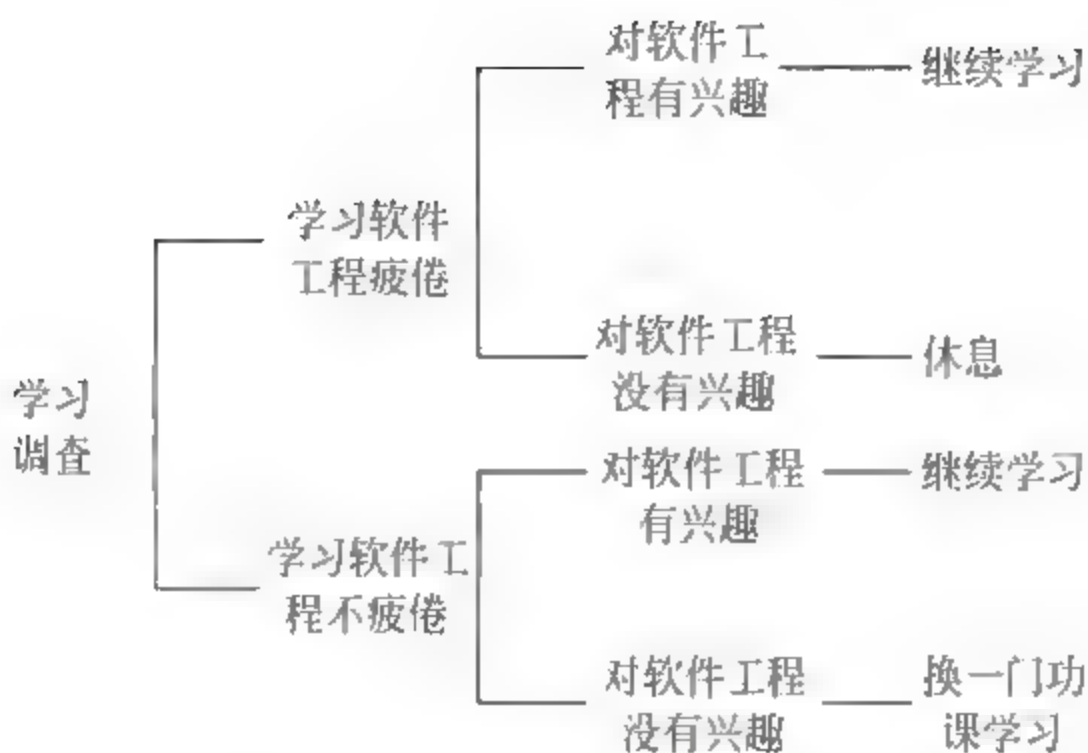 学习
调查
学习软件
工程疲倦
对软件工
程有兴趣
继续学习
对软件工程
没有兴趣
休息
学习软件工
程不疲倦
对软件工程
有兴趣
继续学习
对软件工程
没有兴趣
换一门功
课学习